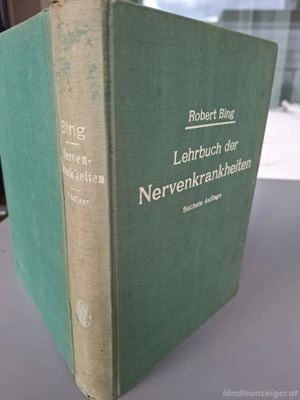 Robert Bing
Lehrbuch der
Nervenkrankheiten
Sechste Auflage
Bing
Nerven-
krankheiten
Auflage
ländleanzeiger.at